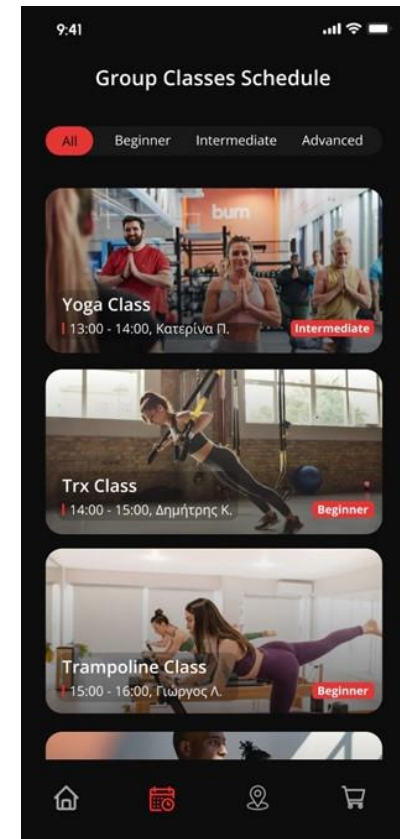 9:41
Group Classes Schedule
All Beginner Intermediate Advanced
bum
Yoga Class
13:00 - 14:00, Κατερίνα Π.
Intermediate
Trx Class
14:00 - 15:00, Δημήτρης Κ.
Beginner
Trampoline Class
15:00 - 16:00, Γιώργος Λ.
Beginner